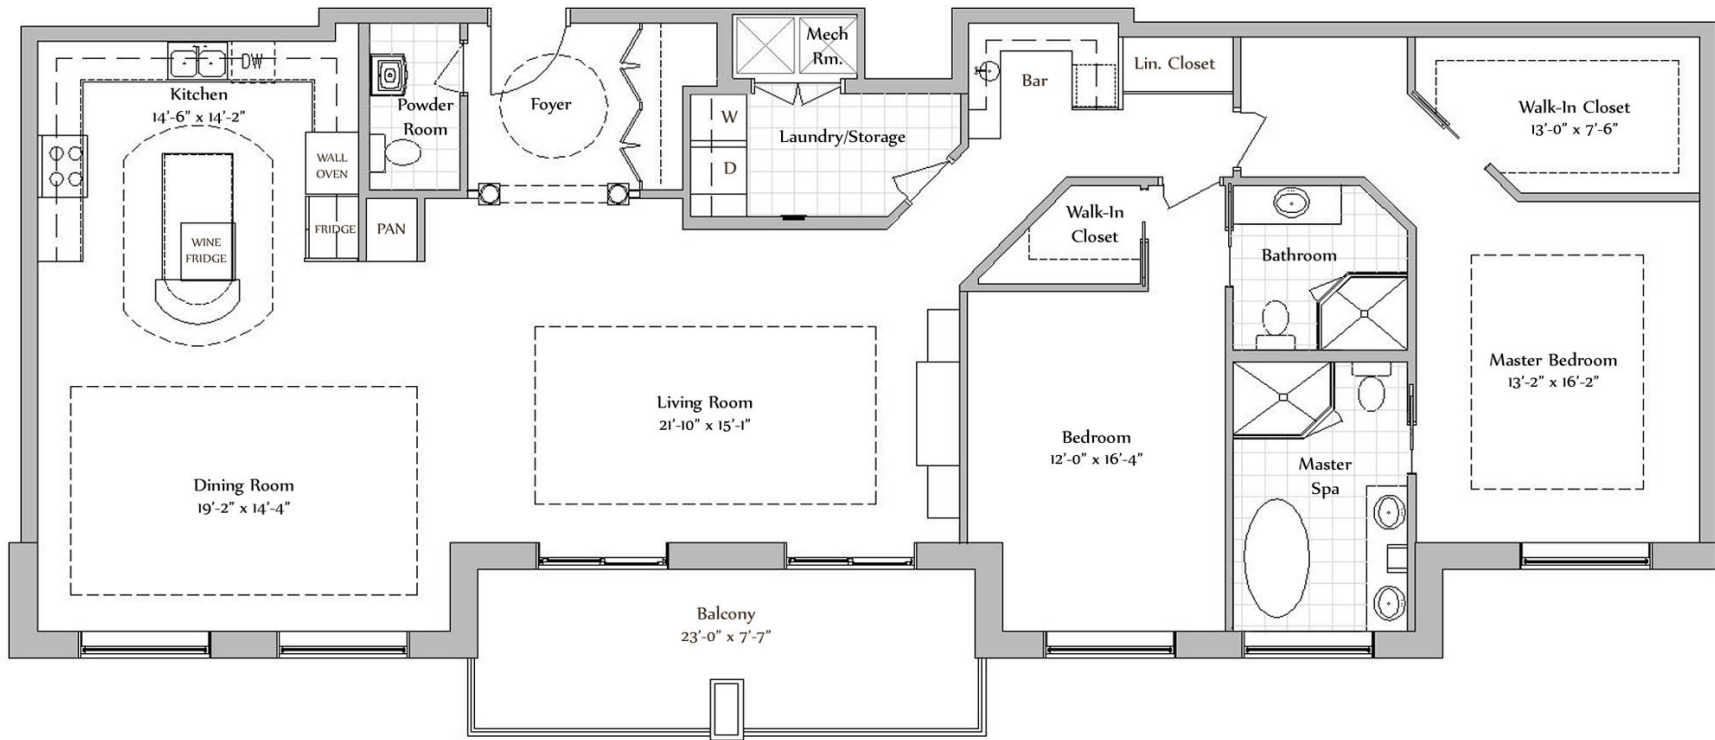 Kitchen
14'-6" x 14'-2"
DW
WALL
OVEN
FRIDGE
PAN
WINE
FRIDGE
Powder
Room
Foyer
Mech
Rm.
W
D
Laundry/Storage
Bar
Lin. Closet
Walk-In Closet
13'-0" x 7'-6"
Walk-In
Closet
Bathroom
Master Bedroom
13'-2" x 16'-2"
Living Room
21'-10" x 15'-1"
Bedroom
12'-0" x 16'-4"
Master
Spa
Dining Room
19'-2" x 14'-4"
Balcony
23'-0" x 7'-7"